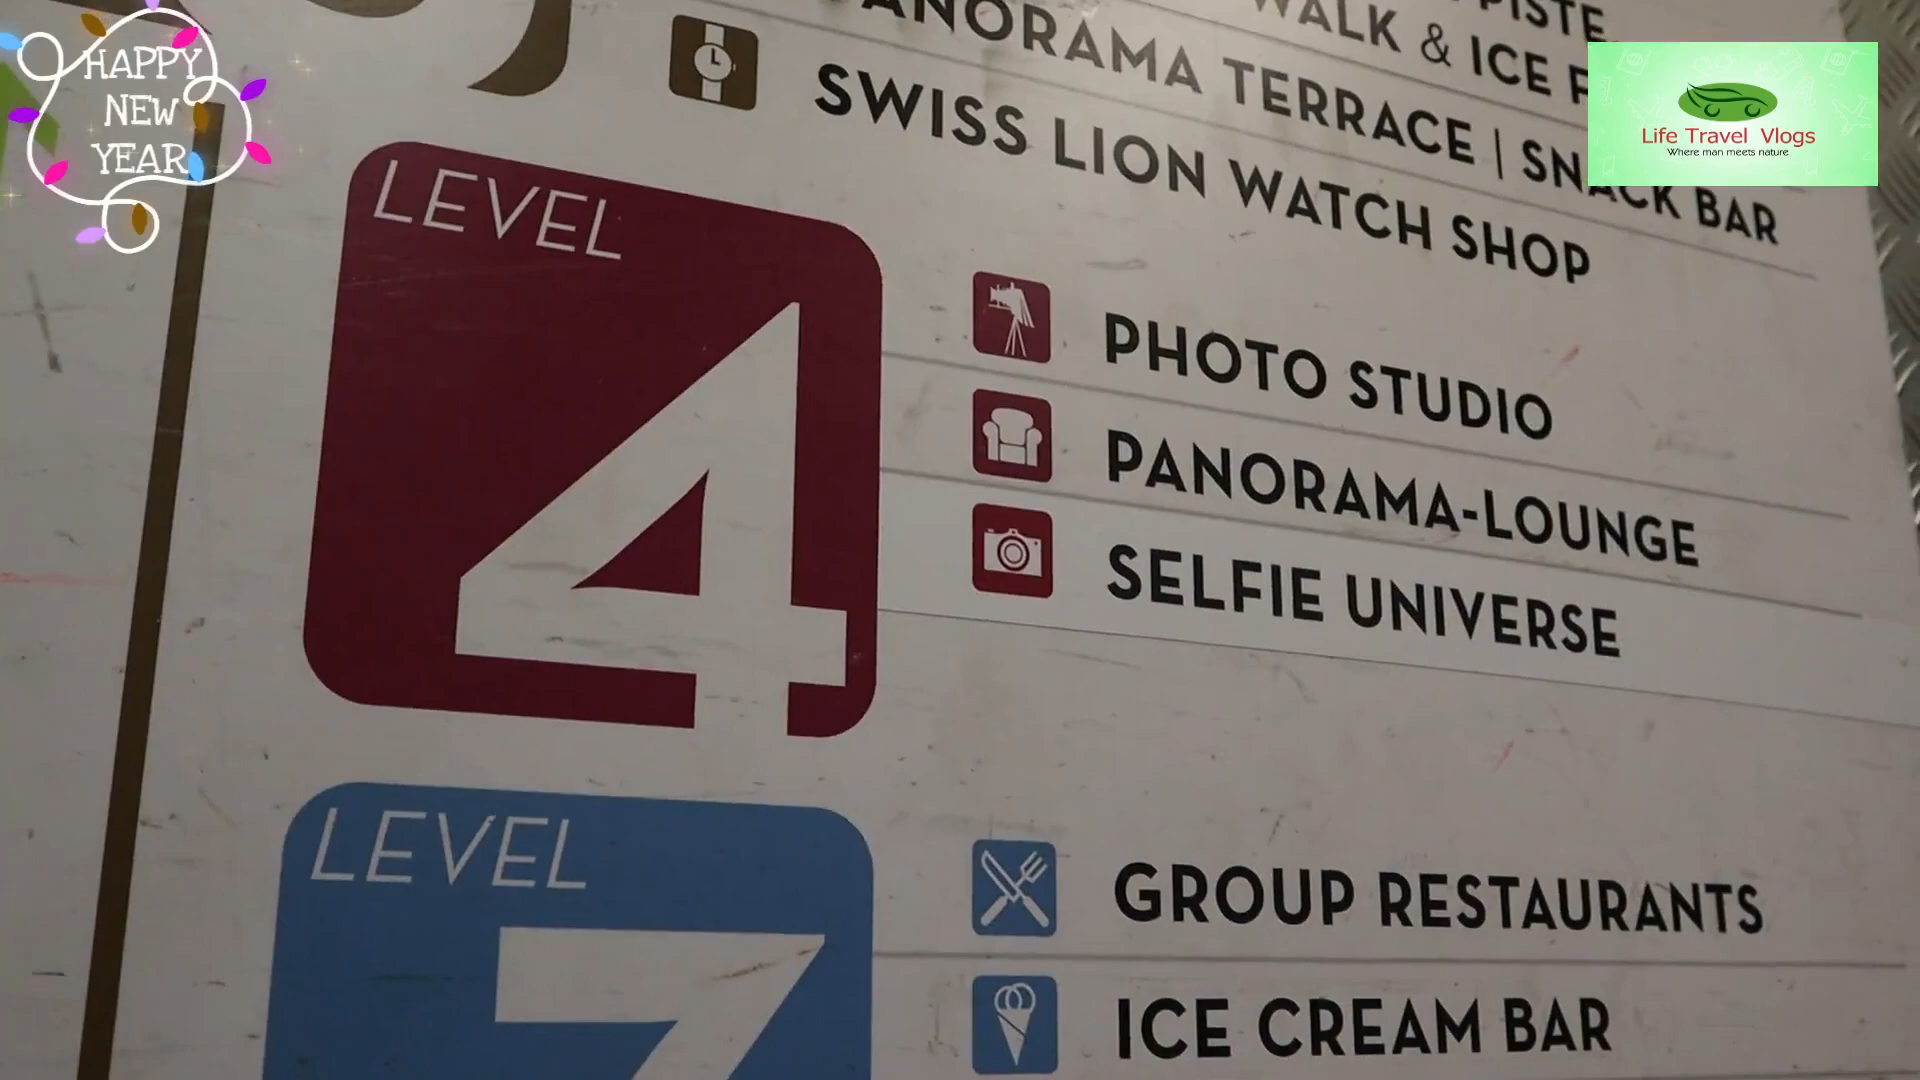 HAPPY
NEW
YEAR
PISTE,
WALK & ICE
PANORAMA TERRACE | SNACK BAR
SWISS LION WATCH SHOP
Life Travel Vlogs
Where man meets nature
LEVEL
4
PHOTO STUDIO
PANORAMA-LOUNGE
SELFIE UNIVERSE
LEVEL
GROUP RESTAURANTS
ICE CREAM BAR